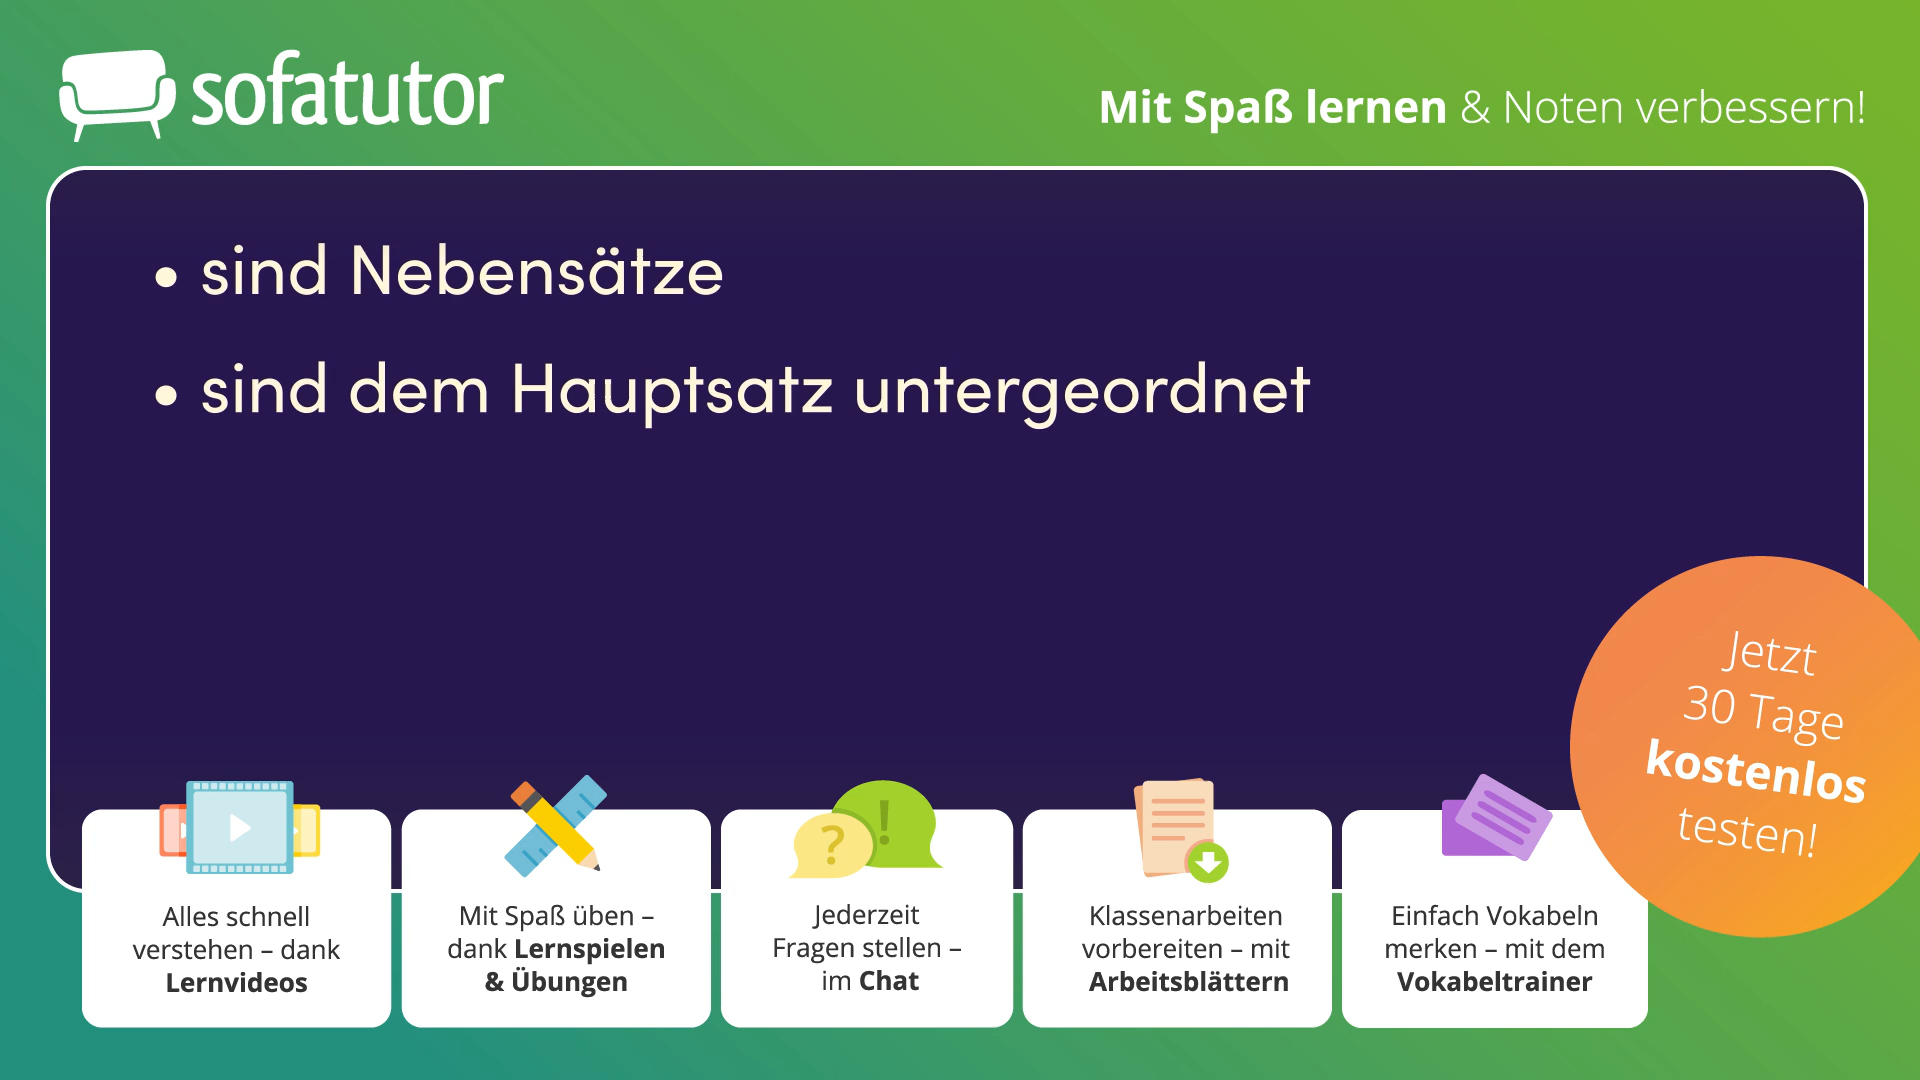 sofatutor
Mit Spaß lernen & Noten verbessern!
• sind Nebensätze
• sind dem Hauptsatz untergeordnet
Jetzt
30 Tage
kostenlos
testen!
Alles schnell
verstehen – dank
Lernvideos
Mit Spaß üben –
dank Lernspielen
& Übungen
? !
Jederzeit
Fragen stellen –
im Chat
Klassenarbeiten
vorbereiten – mit
Arbeitsblättern
Einfach Vokabeln
merken – mit dem
Vokabeltrainer